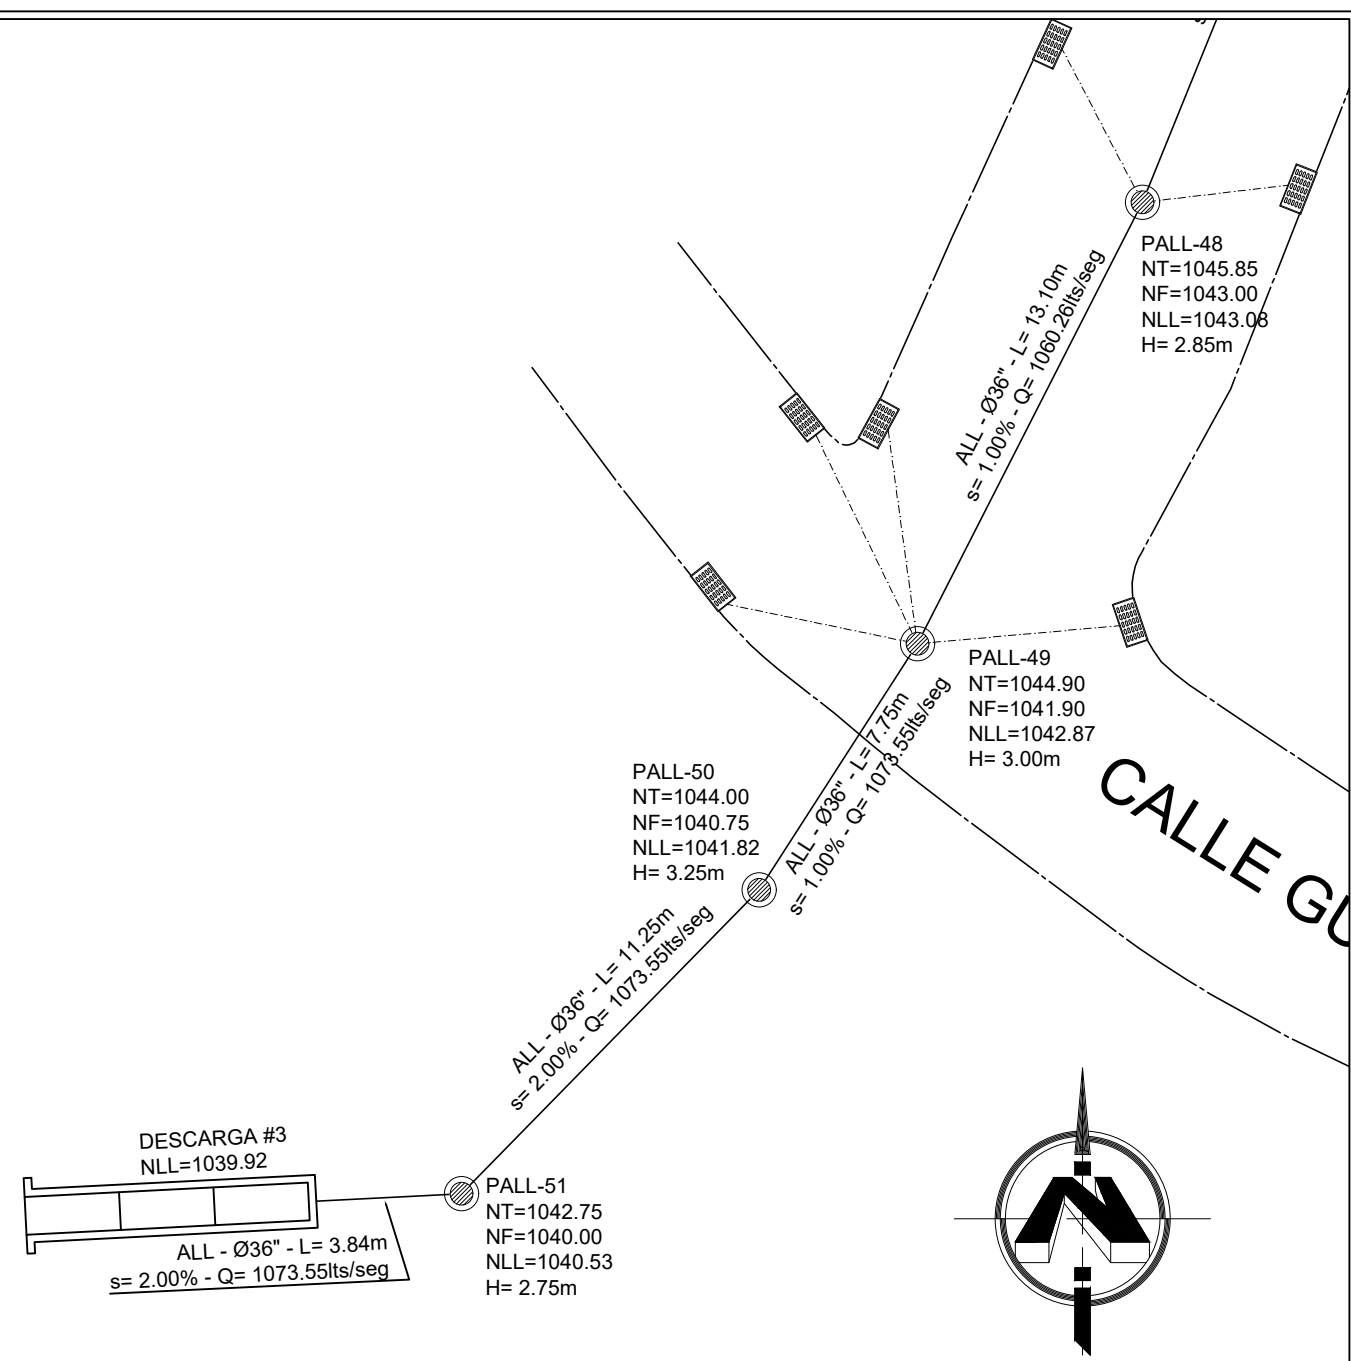 PALL-48
NT=1045.85
NF=1043.00
NLL=1043.08
H= 2.85m
ALL - Ø36" - L= 13.10m
s= 1.00% - Q= 1060.26lts/seg
PALL-49
NT=1044.90
NF=1041.90
NLL=1042.87
H= 3.00m
ALL - Ø36" - L= 7.75m
s= 1.00% - Q= 1073.55lts/seg
CALLE GU
PALL-50
NT=1044.00
NF=1040.75
NLL=1041.82
H= 3.25m
ALL - Ø36" - L= 11.25m
s= 2.00% - Q= 1073.55lts/seg
DESCARGA #3
NLL=1039.92
PALL-51
NT=1042.75
NF=1040.00
NLL=1040.53
H= 2.75m
ALL - Ø36" - L= 3.84m
s= 2.00% - Q= 1073.55lts/seg
N